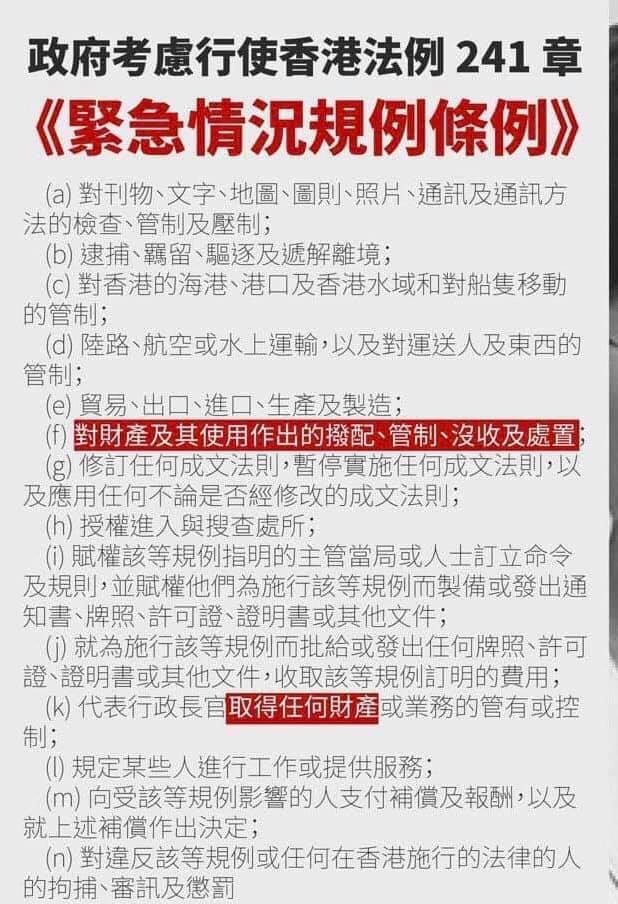 政府考慮行使香港法例 241 章
《緊急情況規例條例》
(a) 對刊物、文字、地圖、圖則、照片、通訊及通訊方
法的檢查、管制及壓制；
(b) 逮捕、羈留、驅逐及遞解離境；
(c) 對香港的海港、港口及香港水域和對船隻移動
的管制；
(d) 陸路、航空或水上運輸，以及對運送人及東西的
管制；
(e) 貿易、出口、進口、生產及製造；
(f) 對財產及其使用作出的撥配、管制、沒收及處置；
(g) 修訂任何成文法則，暫停實施任何成文法則，以
及應用任何不論是否經修改的成文法則；
(h) 授權進入與搜查處所；
(i) 賦權該等規例指明的主管當局或人士訂立命令
及規則，並賦權他們為施行該等規例而製備或發出通
知書、牌照、許可證、證明書或其他文件；
(j) 就為施行該等規例而批給或發出任何牌照、許可
證、證明書或其他文件，收取該等規例訂明的費用；
(k) 代表行政長官取得任何財產或業務的管有或控
制；
(l) 規定某些人進行工作或提供服務；
(m) 向受該等規例影響的人支付補償及報酬，以及
就上述補償作出決定；
(n) 對違反該等規例或任何在香港施行的法律的人
的拘捕、審訊及懲罰